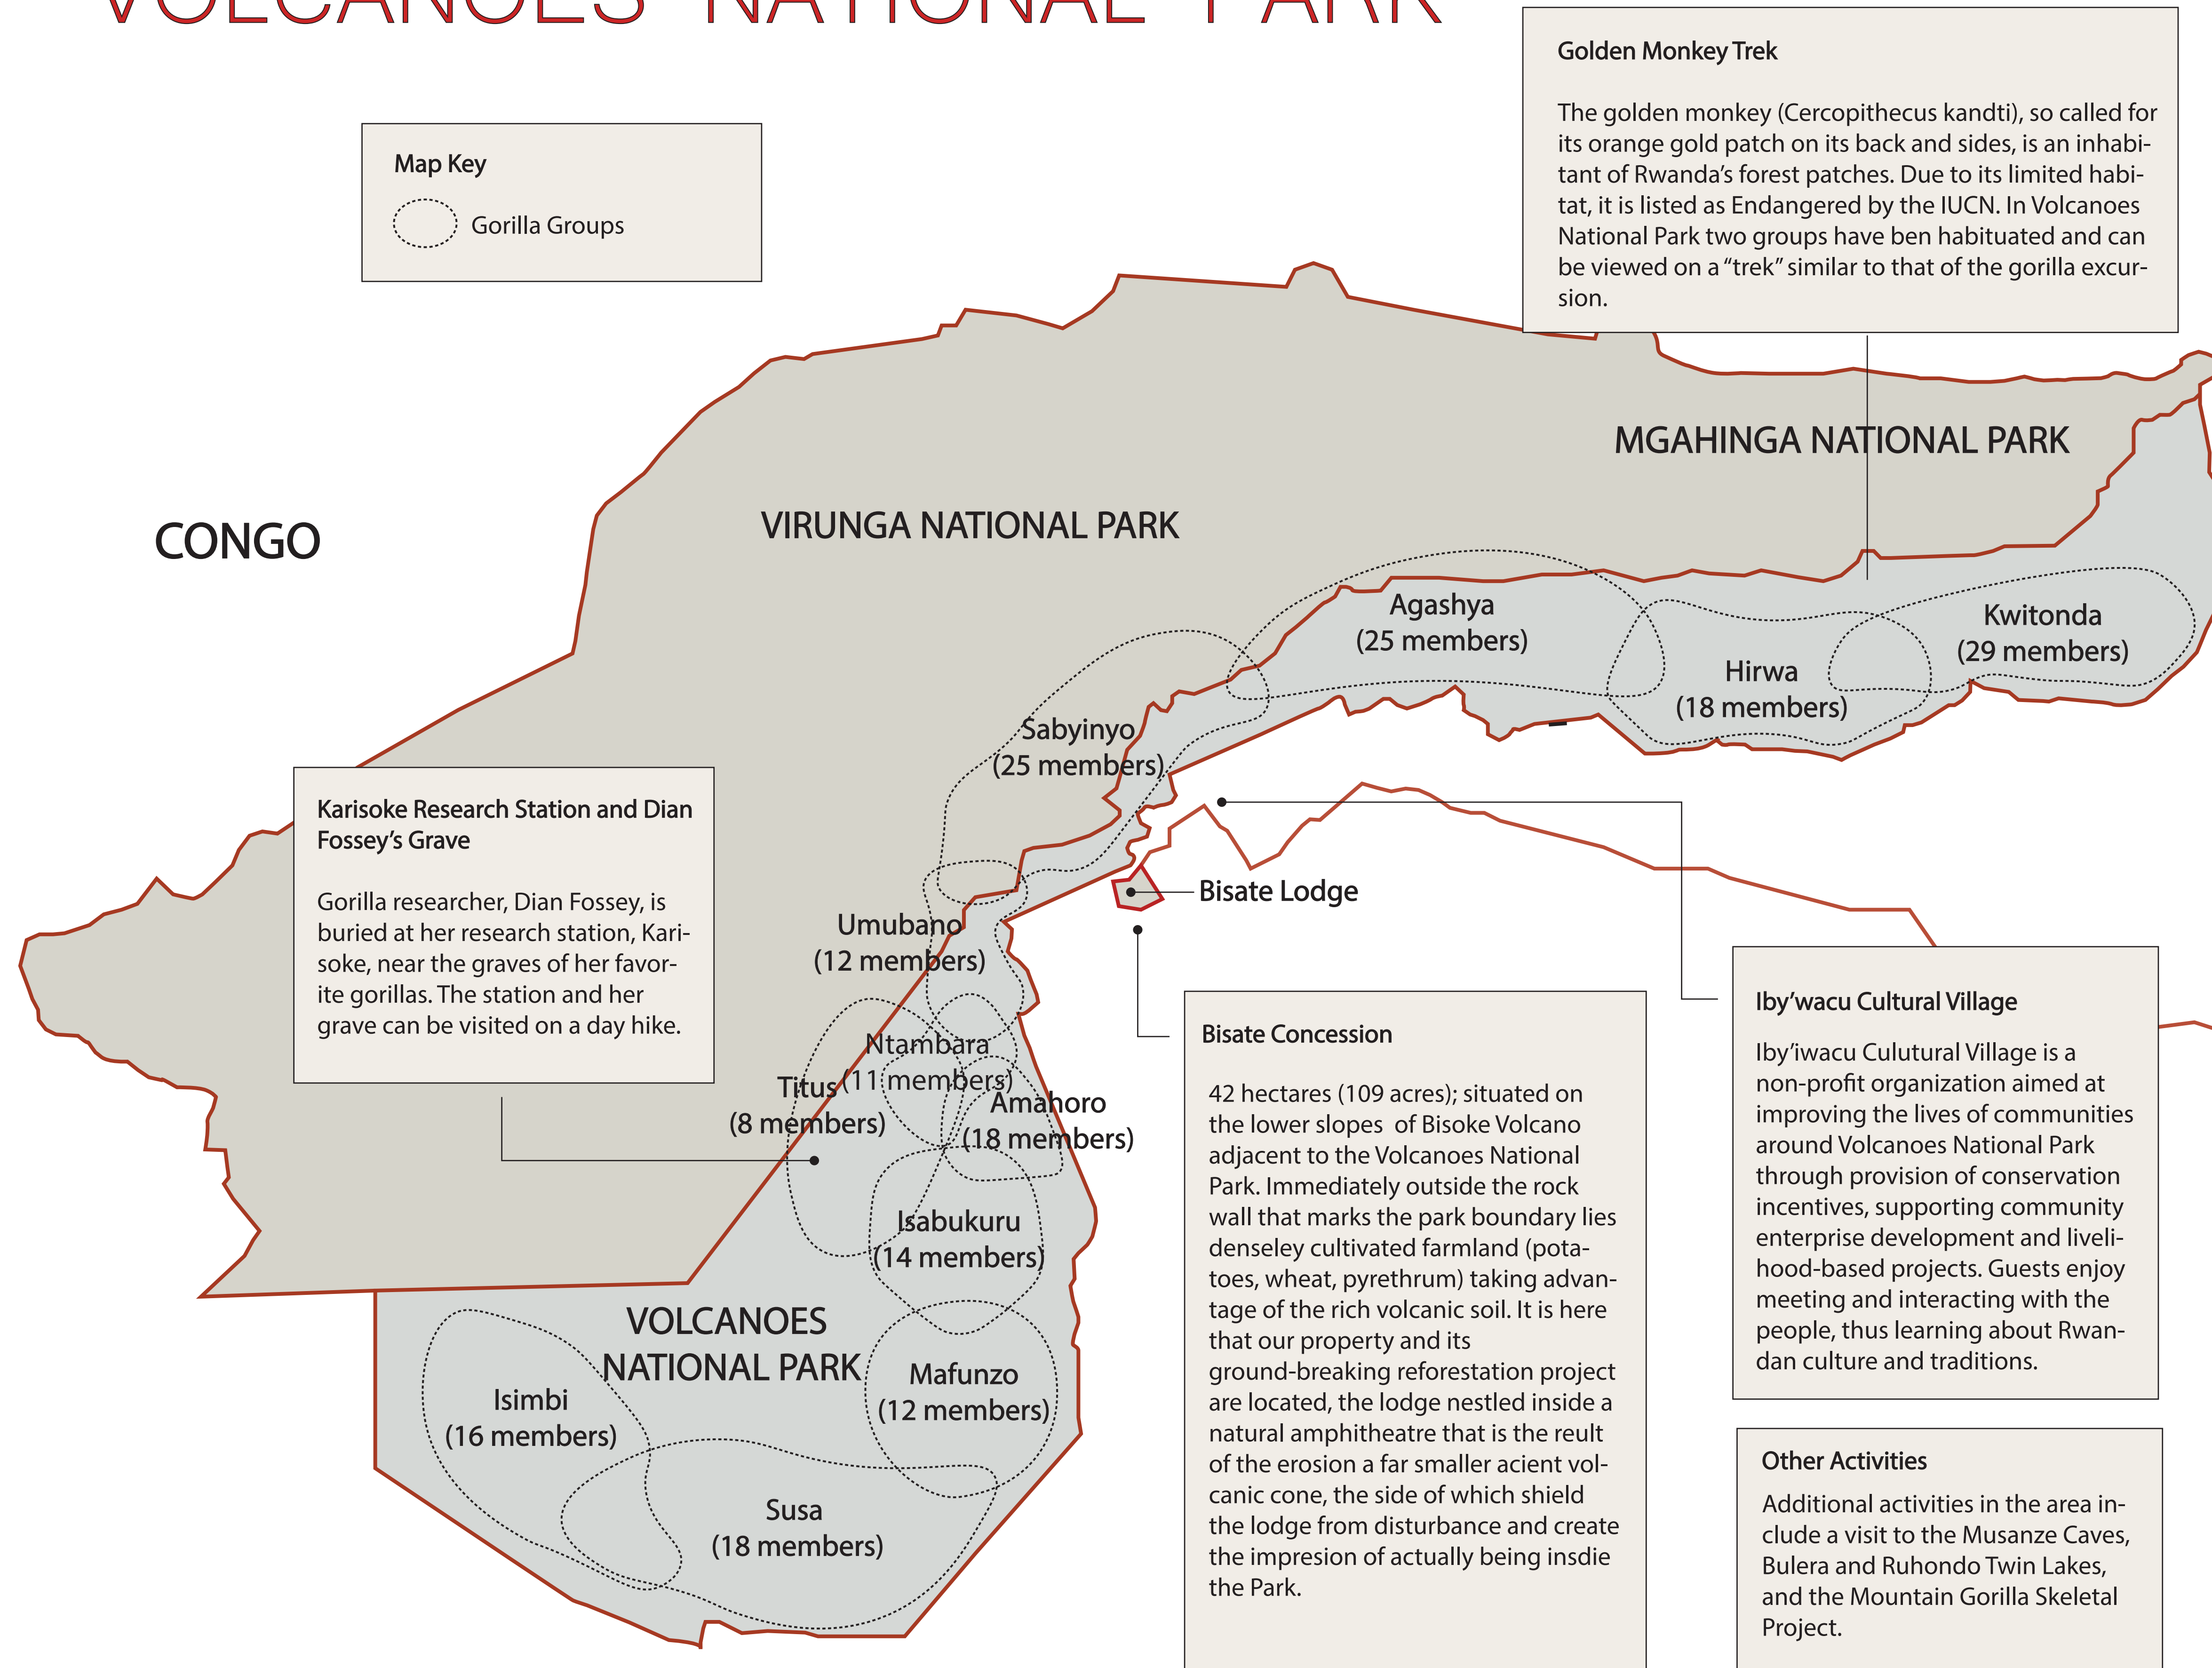 VOLCANOES NATIONAL PARK
Golden Monkey Trek
The golden monkey (Cercopithecus kandti), so called for
its orange gold patch on its back and sides, is an inhabi-
tant of Rwanda's forest patches. Due to its limited habi-
tat, it is listed as Endangered by the IUCN. In Volcanoes
National Park two groups have ben habituated and can
be viewed on a “trek” similar to that of the gorilla excur-
sion.
Map Key
Gorilla Groups
MGAHINGA NATIONAL PARK
VIRUNGA NATIONAL PARK
CONGO
Agashya
(25 members)
Kwitonda
(29 members)
Hirwa
(18 members)
Sabyinyo
(25 members)
Karisoke Research Station and Dian
Fossey's Grave
Gorilla researcher, Dian Fossey, is
buried at her research station, Kari-
soke, near the graves of her favor-
ite gorillas. The station and her
grave can be visited on a day hike.
Bisate Lodge
Umubano
(12 members)
Ntambara
(11 members)
Titus
(8 members)
Amahoro
(18 members)
Isabukuru
(14 members)
VOLCANOES
NATIONAL PARK
Mafunzo
(12 members)
Isimbi
(16 members)
Susa
(18 members)
Bisate Concession
42 hectares (109 acres); situated on
the lower slopes  of Bisoke Volcano
adjacent to the Volcanoes National
Park. Immediately outside the rock
wall that marks the park boundary lies
denseley cultivated farmland (pota-
toes, wheat, pyrethrum) taking advan-
tage of the rich volcanic soil. It is here
that our property and its
ground-breaking reforestation project
are located, the lodge nestled inside a
natural amphitheatre that is the reult
of the erosion a far smaller acient vol-
canic cone, the side of which shield
the lodge from disturbance and create
the impresion of actually being insdie
the Park.
Iby'wacu Cultural Village
Iby'iwacu Culutural Village is a
non-profit organization aimed at
improving the lives of communities
around Volcanoes National Park
through provision of conservation
incentives, supporting community
enterprise development and liveli-
hood-based projects. Guests enjoy
meeting and interacting with the
people, thus learning about Rwan-
dan culture and traditions.
Other Activities
Additional activities in the area in-
clude a visit to the Musanze Caves,
Bulera and Ruhondo Twin Lakes,
and the Mountain Gorilla Skeletal
Project.